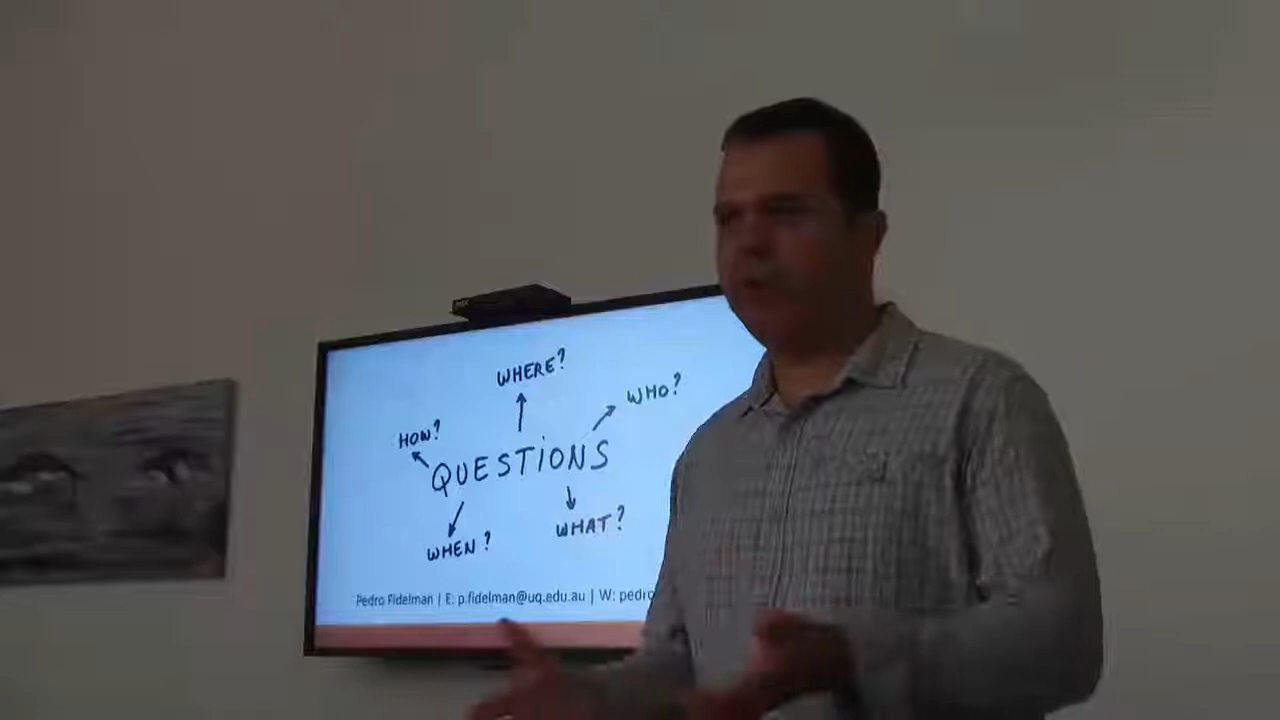 WHERE?
WHO?
HOW?
QUESTIONS
WHAT?
WHEN?
Pedro Fidelman | E: p.fidelman@uq.edu.au | W: pedro